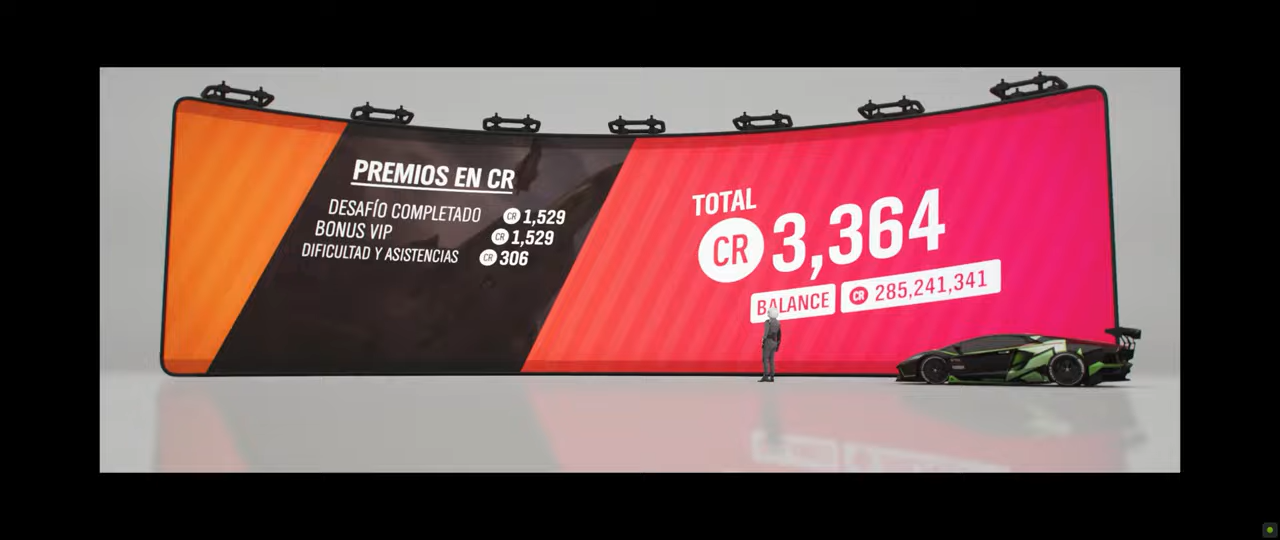 PREMIOS EN CR
DESAFÍO COMPLETADO CR 1,529
BONUS VIP CR 1,529
DIFICULTAD Y ASISTENCIAS CR 306
TOTAL
CR 3,364
BALANCE CR 285,241,341